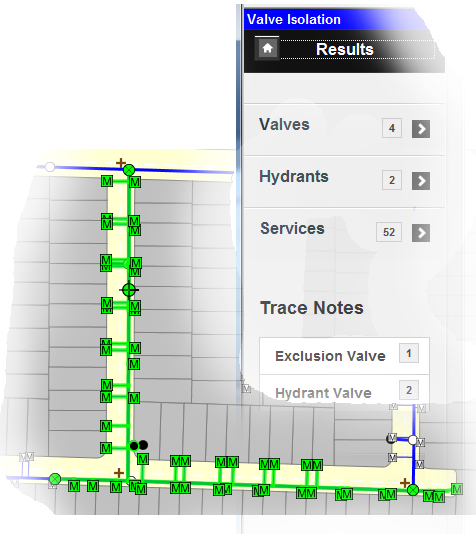 Valve Isolation
Results
Valves 4
Hydrants 2
Services 52
Trace Notes
Exclusion Valve 1
Hydrant Valve 2
M M
M M
M M
M M
M M
M M
M M
M M
M M
M M
M M
M M
M
M M
M M M M M M M M M
M M M M M M M M M
M M M M M M M M M M M M M M M